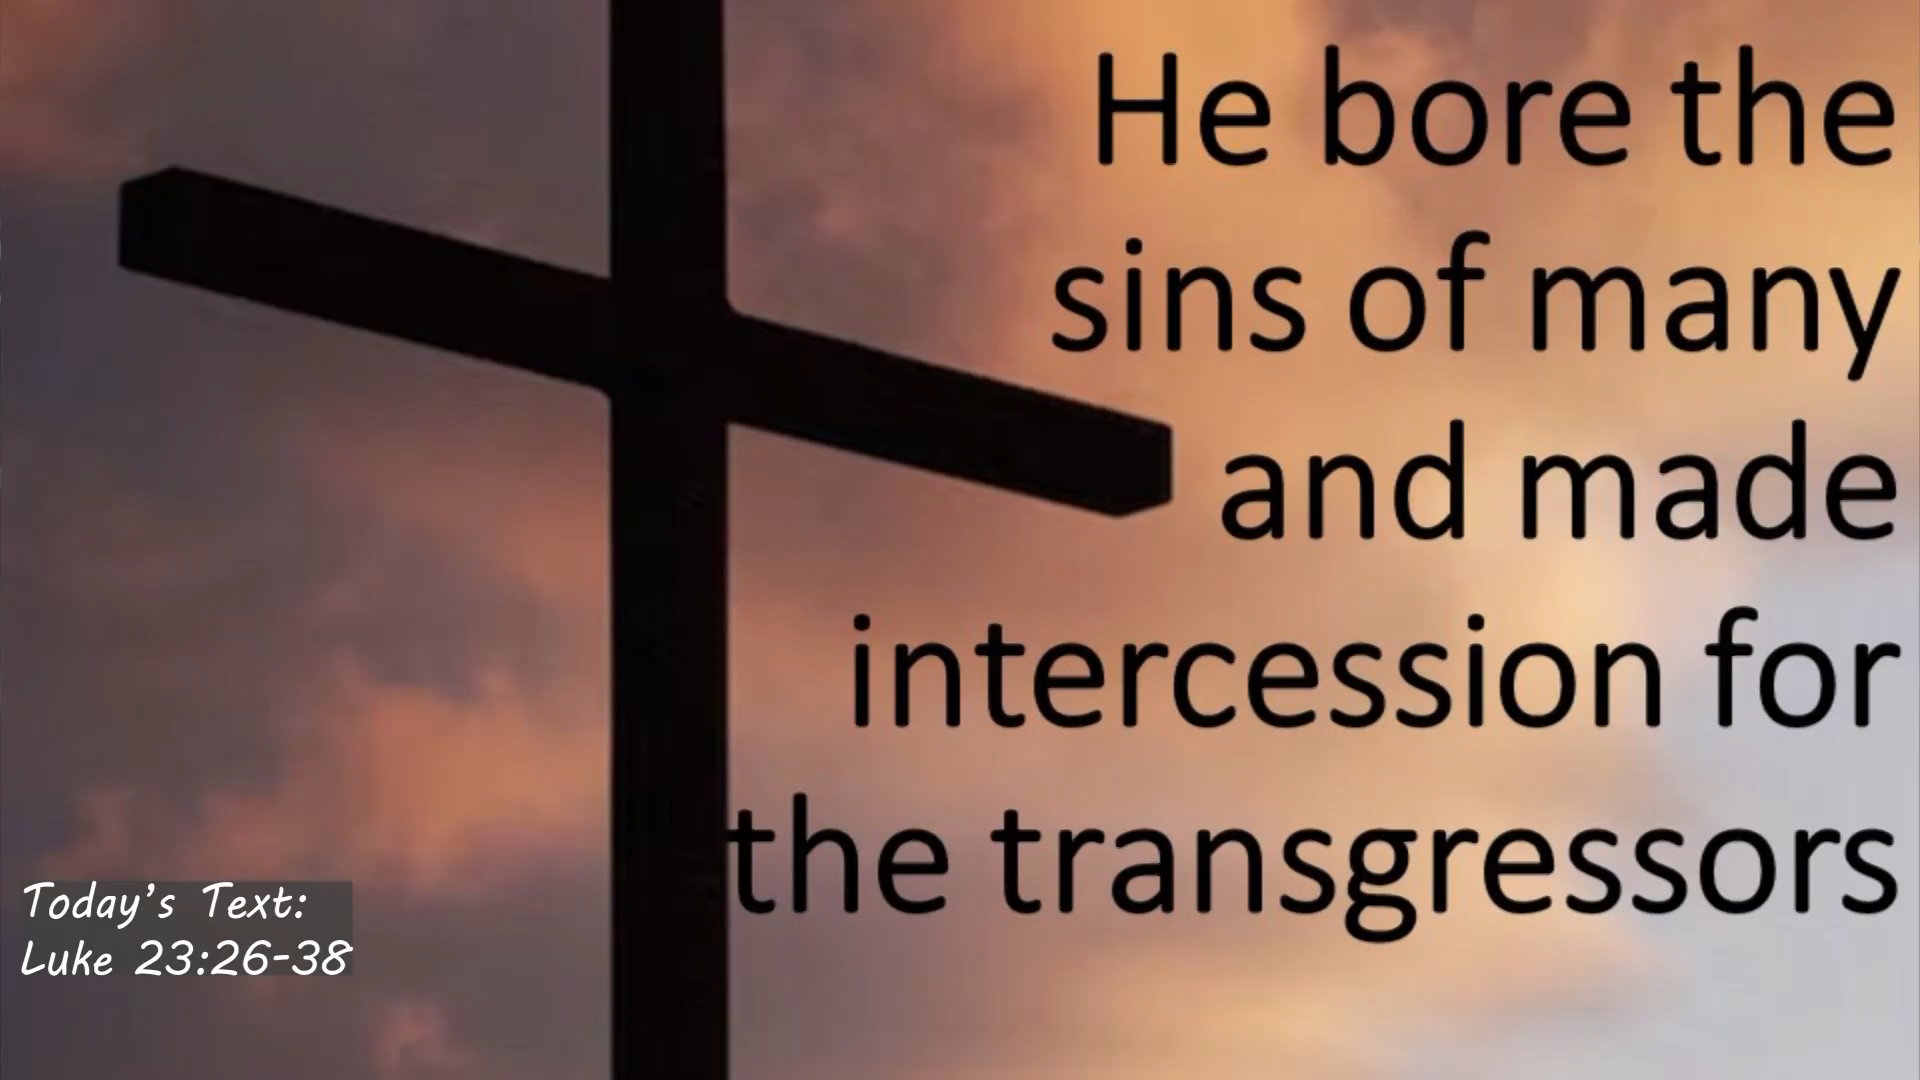 He bore the
sins of many
and made
intercession for
the transgressors
Today's Text:
Luke 23:26-38